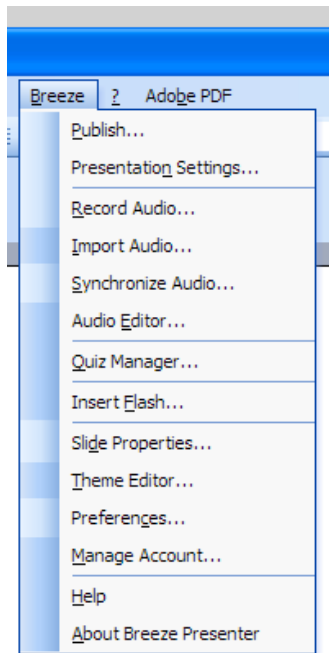 Breeze ? Adobe PDF
Publish...
Presentation Settings...
Record Audio...
Import Audio...
Synchronize Audio...
Audio Editor...
Quiz Manager...
Insert Flash...
Slide Properties...
Theme Editor...
Preferences...
Manage Account...
Help
About Breeze Presenter